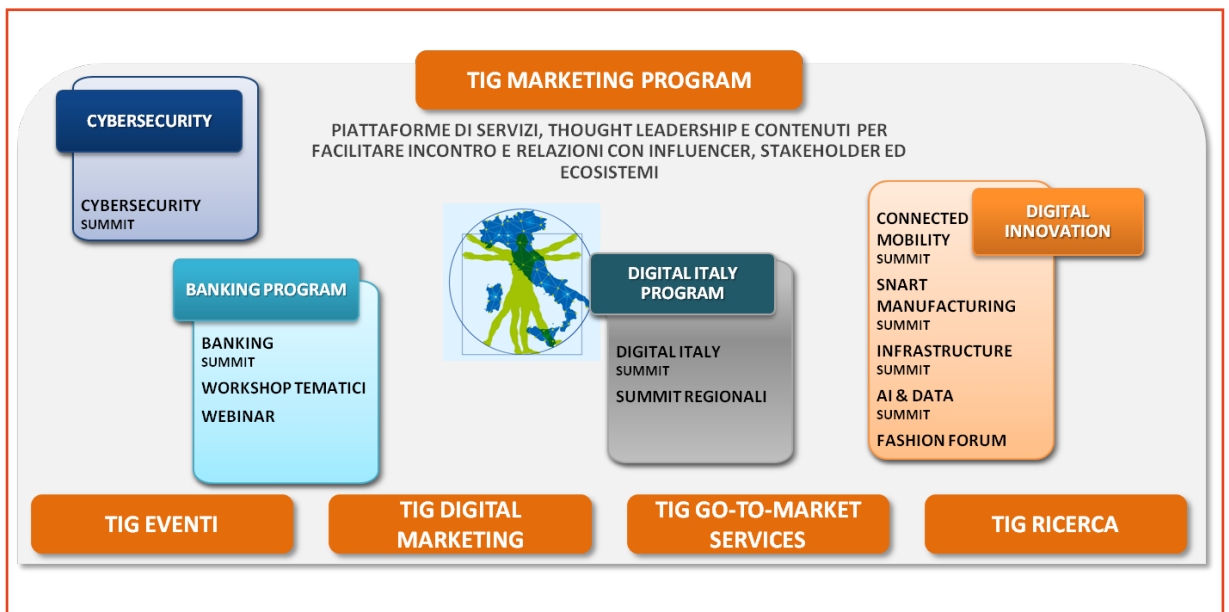 TIG MARKETING PROGRAM
PIATTAFORME DI SERVIZI, THOUGHT LEADERSHIP E CONTENUTI PER
FACILITARE INCONTRO E RELAZIONI CON INFLUENCER, STAKEHOLDER ED
ECOSISTEMI
CYBERSECURITY
CYBERSECURITY
SUMMIT
BANKING PROGRAM
BANKING
SUMMIT
WORKSHOP TEMATICI
WEBINAR
DIGITAL ITALY
PROGRAM
DIGITAL ITALY
SUMMIT
SUMMIT REGIONALI
DIGITAL
INNOVATION
CONNECTED
MOBILITY
SUMMIT
SNART
MANUFACTURING
SUMMIT
INFRASTRUCTURE
SUMMIT
AI & DATA
SUMMIT
FASHION FORUM
TIG EVENTI
TIG DIGITAL
MARKETING
TIG GO-TO-MARKET
SERVICES
TIG RICERCA